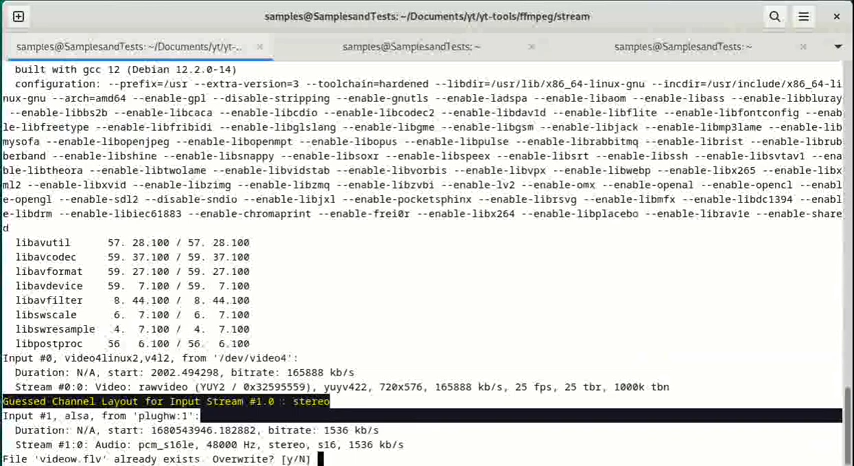 samples@SamplesandTests: ~/Documents/yt/yt-tools/ffmpeg/stream
samples@SamplesandTests: ~/Documents/yt/yt-...
samples@SamplesandTests: ~
samples@SamplesandTests: ~
built with gcc 12 (Debian 12.2.0-14)
configuration: --prefix=/usr --extra-version=3 --toolchain=hardened --libdir=/usr/lib/x86_64-linux-gnu --incdir=/usr/include/x86_64-li
nux-gnu --arch=amd64 --enable-gpl --disable-stripping --enable-gnutls --enable-ladspa --enable-libaom --enable-libass --enable-libbluray
--enable-libbs2b --enable-libcaca --enable-libcdio --enable-libcodec2 --enable-libdav1d --enable-libflite --enable-libfontconfig --enab
le-libfreetype --enable-libfribidi --enable-libglslang --enable-libgme --enable-libgsm --enable-libjack --enable-libmp3lame --enable-lib
mysofa --enable-libopenjpeg --enable-libopenmpt --enable-libopus --enable-libpulse --enable-librabbitmq --enable-librist --enable-librub
berband --enable-libshine --enable-libsnappy --enable-libsoxr --enable-libspeex --enable-libsrt --enable-libssh --enable-libsvtav1 --ena
ble-libtheora --enable-libtwolame --enable-libvidstab --enable-libvorbis --enable-libvpx --enable-libwebp --enable-libx265 --enable-libx
ml2 --enable-libxvid --enable-libzimg --enable-libzmq --enable-libzvbi --enable-lv2 --enable-omx --enable-openal --enable-opencl --enabl
e-opengl --enable-sdl2 --disable-sndio --enable-libjxl --enable-pocketsphinx --enable-librsvg --enable-libmfx --enable-libdc1394 --enabl
e-libdrm --enable-libiec61883 --enable-chromaprint --enable-frei0r --enable-libx264 --enable-libplacebo --enable-librav1e --enable-share
d
libavutil 57. 28.100 / 57. 28.100
libavcodec 59. 37.100 / 59. 37.100
libavformat 59. 27.100 / 59. 27.100
libavdevice 59. 7.100 / 59. 7.100
libavfilter 8. 44.100 / 8. 44.100
libswscale 6. 7.100 / 6. 7.100
libswresample 4. 7.100 / 4. 7.100
libpostproc 56 6.100 / 56. 6.100
Input #0, video4linux2,v4l2, from '/dev/video4':
Duration: N/A, start: 2002.494298, bitrate: 165888 kb/s
Stream #0:0: Video: rawvideo (YUY2 / 0x32595559), yuyv422, 720x576, 165888 kb/s, 25 fps, 25 tbr, 1000k tbn
Guessed Channel Layout for Input Stream #1.0 : stereo
Input #1, alsa, from 'plughw:1':
Duration: N/A, start: 1680543946.182882, bitrate: 1536 kb/s
Stream #1:0: Audio: pcm_s16le, 48000 Hz, stereo, s16, 1536 kb/s
File 'videow.flv' already exists. Overwrite? [y/N]